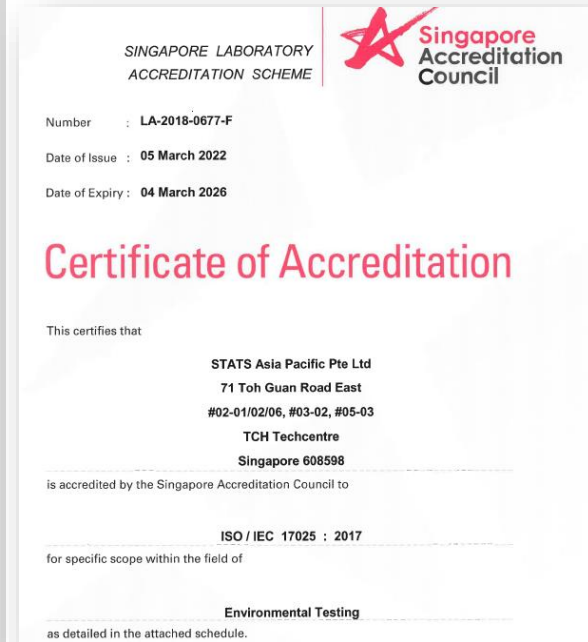 SINGAPORE LABORATORY
ACCREDITATION SCHEME
Singapore
Accreditation
Council
Number : LA-2018-0677-F
Date of Issue : 05 March 2022
Date of Expiry : 04 March 2026
Certificate of Accreditation
This certifies that
STATS Asia Pacific Pte Ltd
71 Toh Guan Road East
#02-01/02/06, #03-02, #05-03
TCH Techcentre
Singapore 608598
is accredited by the Singapore Accreditation Council to
ISO / IEC 17025 : 2017
for specific scope within the field of
Environmental Testing
as detailed in the attached schedule.